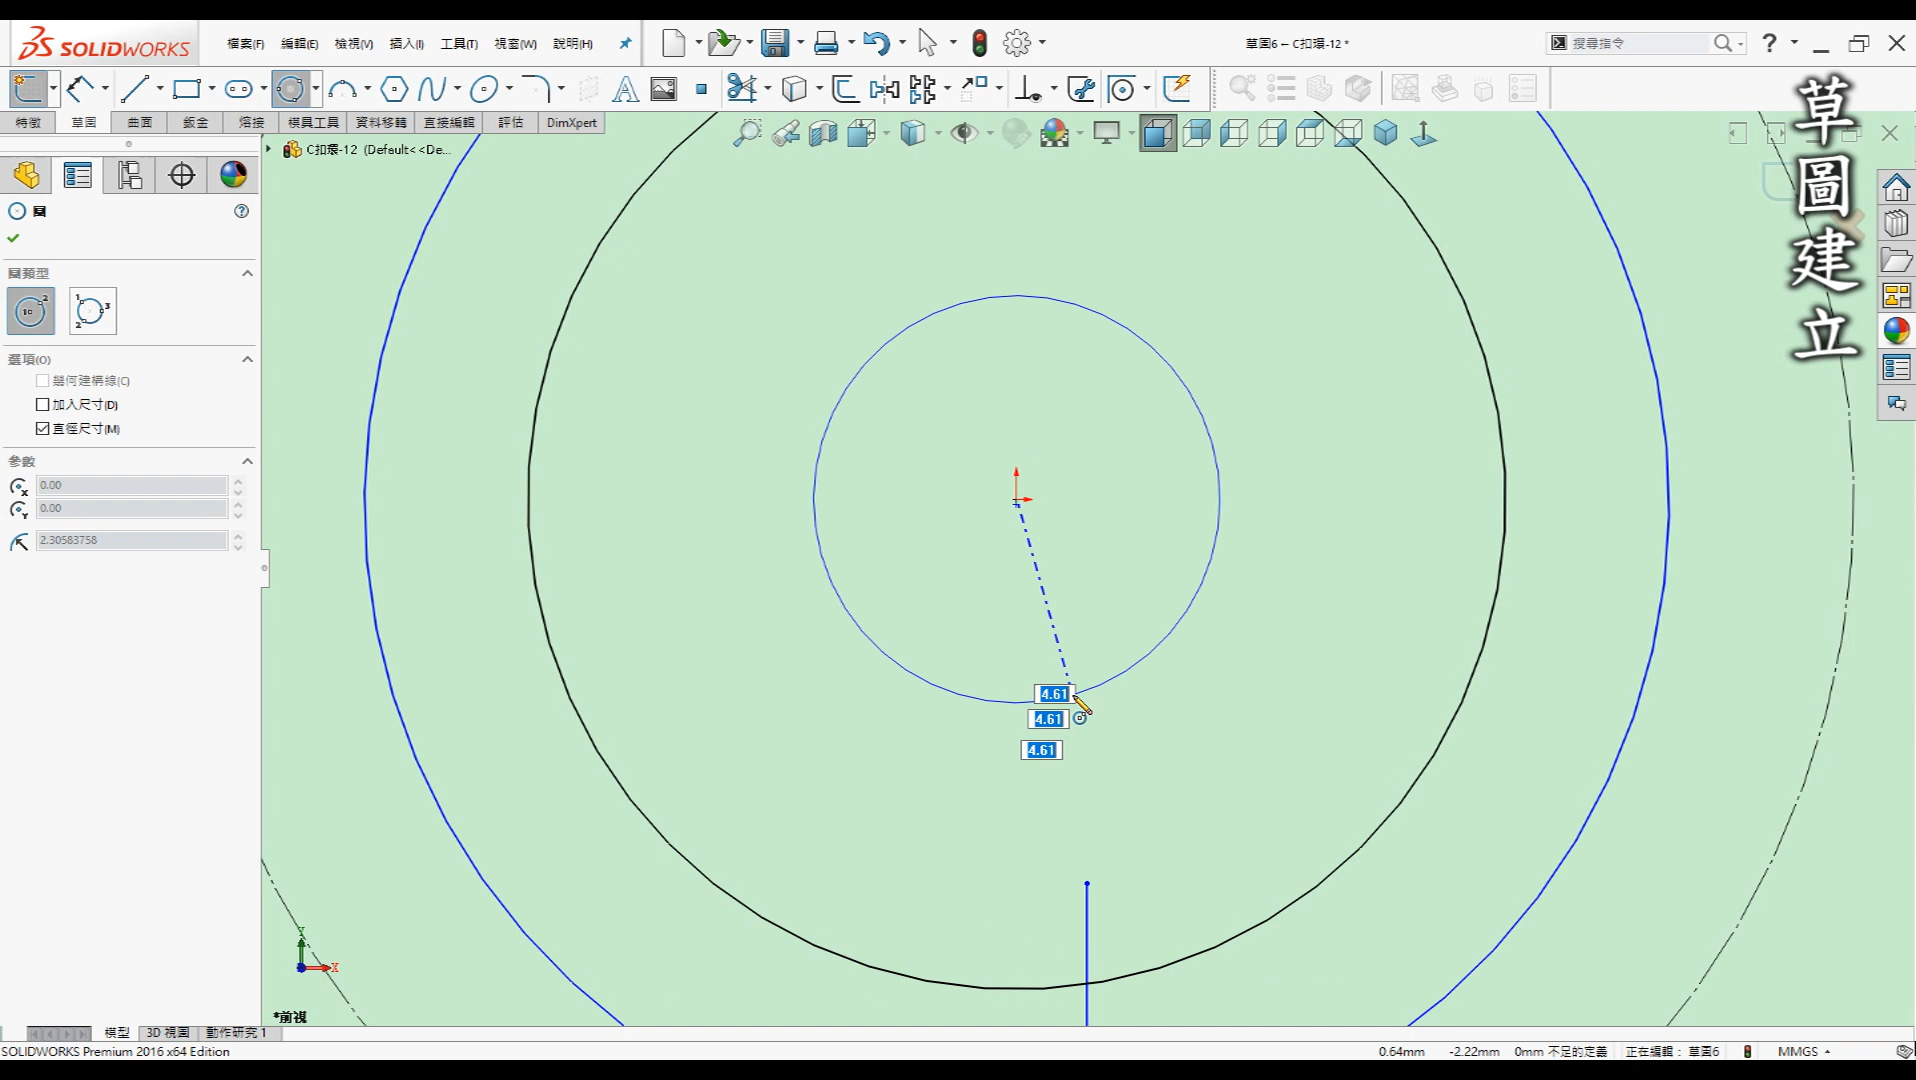 SOLIDWORKS
檔案(F)
編輯(E)
檢視(V)
插入(I)
工具(T)
視窗(W)
說明(H)
草圖6 - C扣環-12 *
搜尋指令
特徵
草圖
曲面
鈑金
熔接
模具工具
資料移轉
直接編輯
評估
DimXpert
C扣環-12 (Default<<De...
圓
圓類型
選項(O)
幾何建構線(C)
加入尺寸(D)
直徑尺寸(M)
參數
0.00
0.00
2.30583758
4.61
4.61
4.61
草圖建立
Y
X
*前視
模型
3D 視圖
動作研究 1
SOLIDWORKS Premium 2016 x64 Edition
0.64mm
-2.22mm
0mm
不足的定義
正在編輯： 草圖6
MMGS